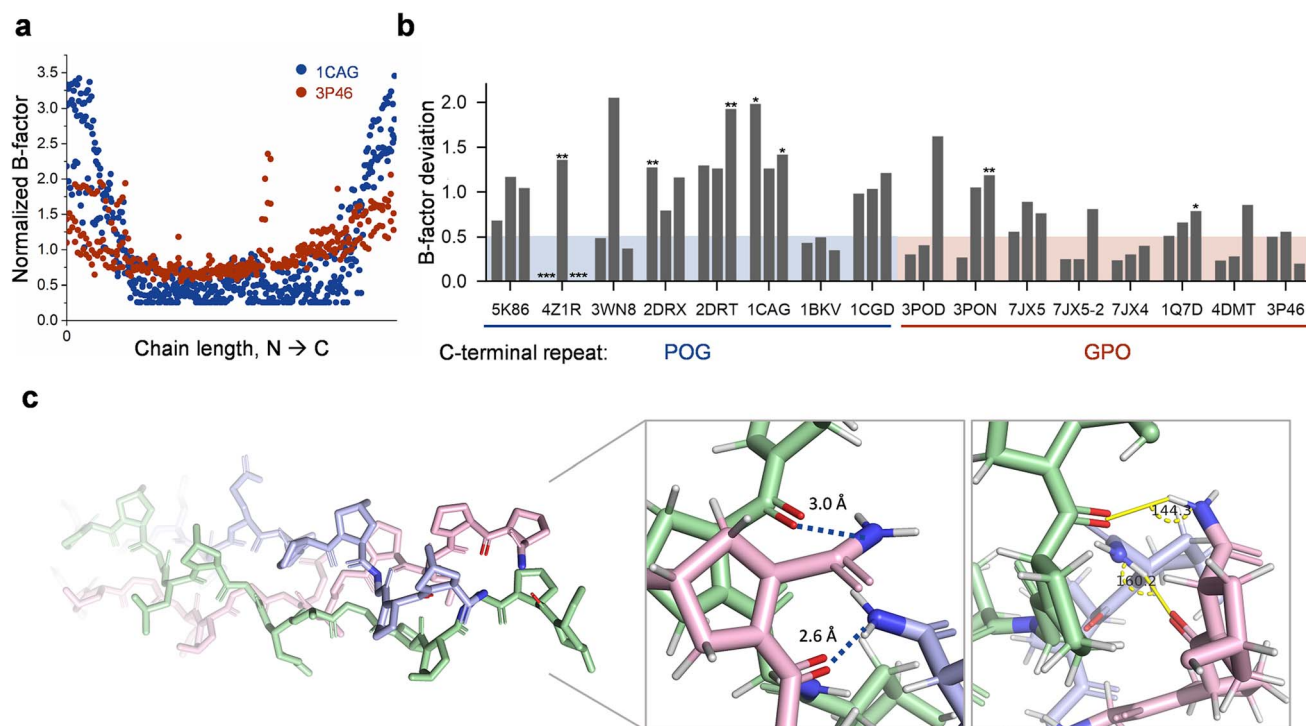 a
Normalized B-factor
3.5
3.0
2.5
2.0
1.5
1.0
0.5
0.0
0
1CAG
3P46
Chain length, N → C
b
B-factor deviation
2.0
1.5
1.0
0.5
0.0
*** ** *** ** ** * * ** *
5K86 4Z1R 3WN8 2DRX 2DRT 1CAG 1BKV 1CGD 3POD 3PON 7JX5 7JX5-2 7JX4 1Q7D 4DMT 3P46
C-terminal repeat: POG GPO
c
3.0 Å
2.6 Å
144.3
160.2